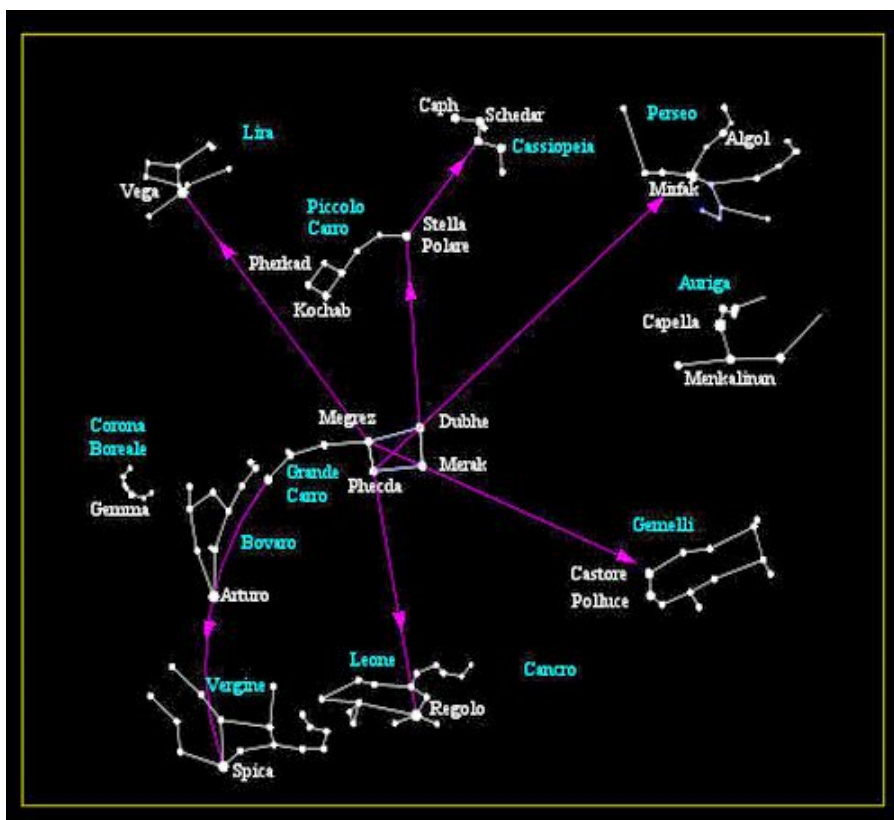 Caph
Schedar
Cassiopeia
Perseo
Algol
Mirfak
Lira
Vega
Piccolo
Carro
Stella
Polare
Pherkad
Kochab
Auriga
Capella
Menkalinan
Megrez
Dubhe
Merak
Phecda
Grande
Carro
Corona
Boreale
Gemma
Bovaro
Arturo
Gemelli
Castore
Polluce
Vergine
Spica
Leone
Regolo
Cancro